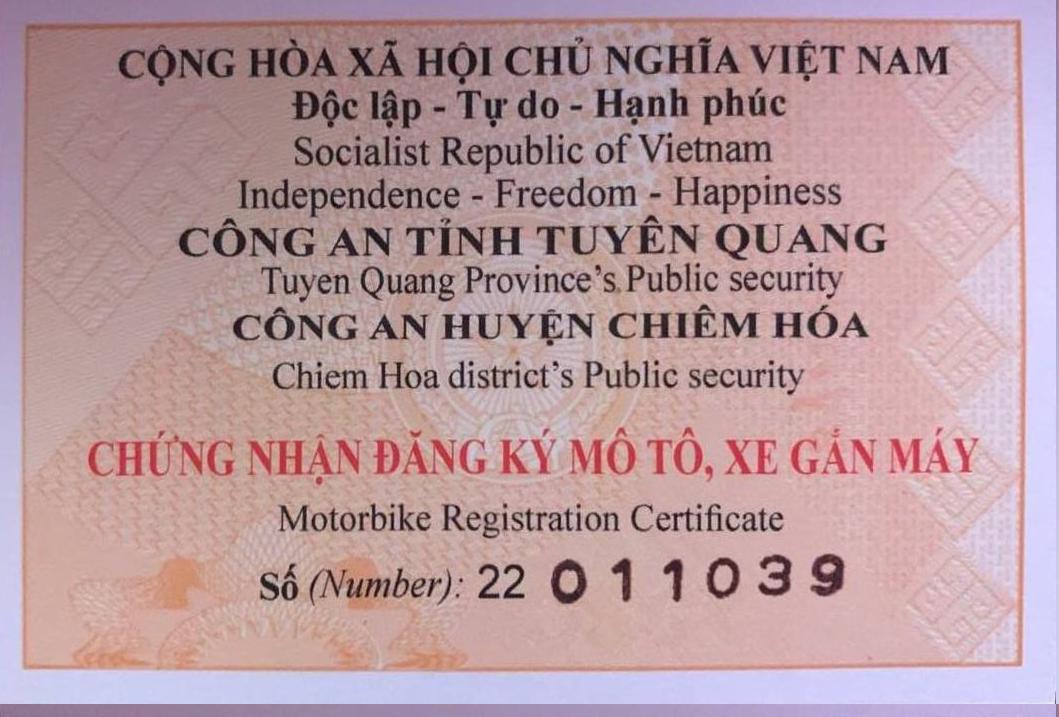 CỘNG HÒA XÃ HỘI CHỦ NGHĨA VIỆT NAM
Độc lập - Tự do - Hạnh phúc
Socialist Republic of Vietnam
Independence - Freedom - Happiness
CÔNG AN TỈNH TUYÊN QUANG
Tuyen Quang Province's Public security
CÔNG AN HUYỆN CHIÊM HÓA
Chiem Hoa district's Public security
CHỨNG NHẬN ĐĂNG KÝ MÔ TÔ, XE GẮN MÁY
Motorbike Registration Certificate
Số (Number): 22 011039